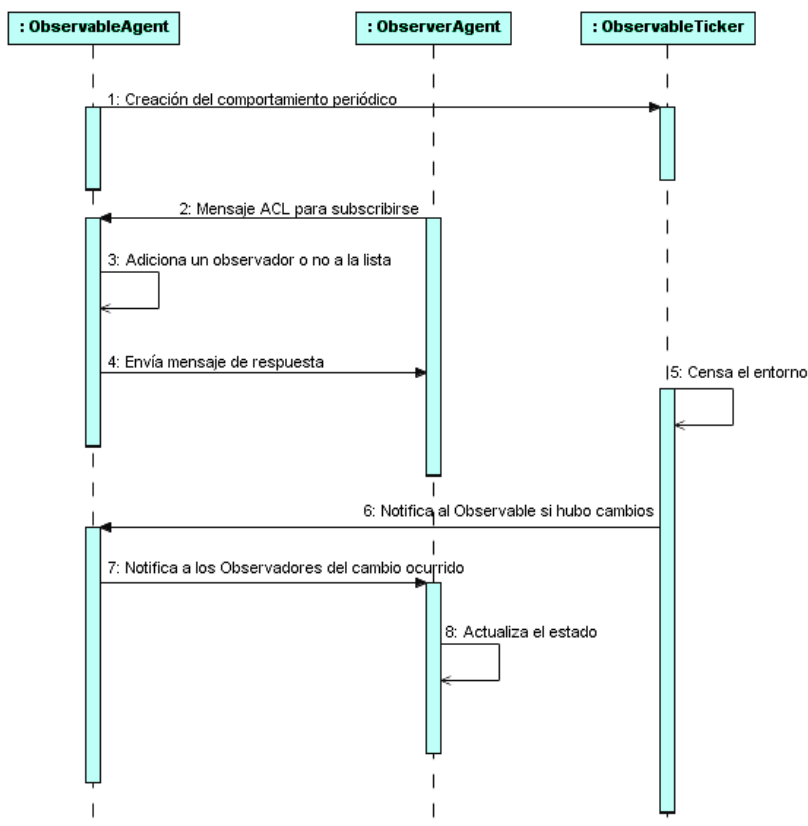 : ObservableAgent
: ObserverAgent
: ObservableTicker
1: Creación del comportamiento periódico
2: Mensaje ACL para subscribirse
3: Adiciona un observador o no a la lista
4: Envía mensaje de respuesta
5: Censa el entorno
6: Notifica al Observable si hubo cambios
7: Notifica a los Observadores del cambio ocurrido
8: Actualiza el estado